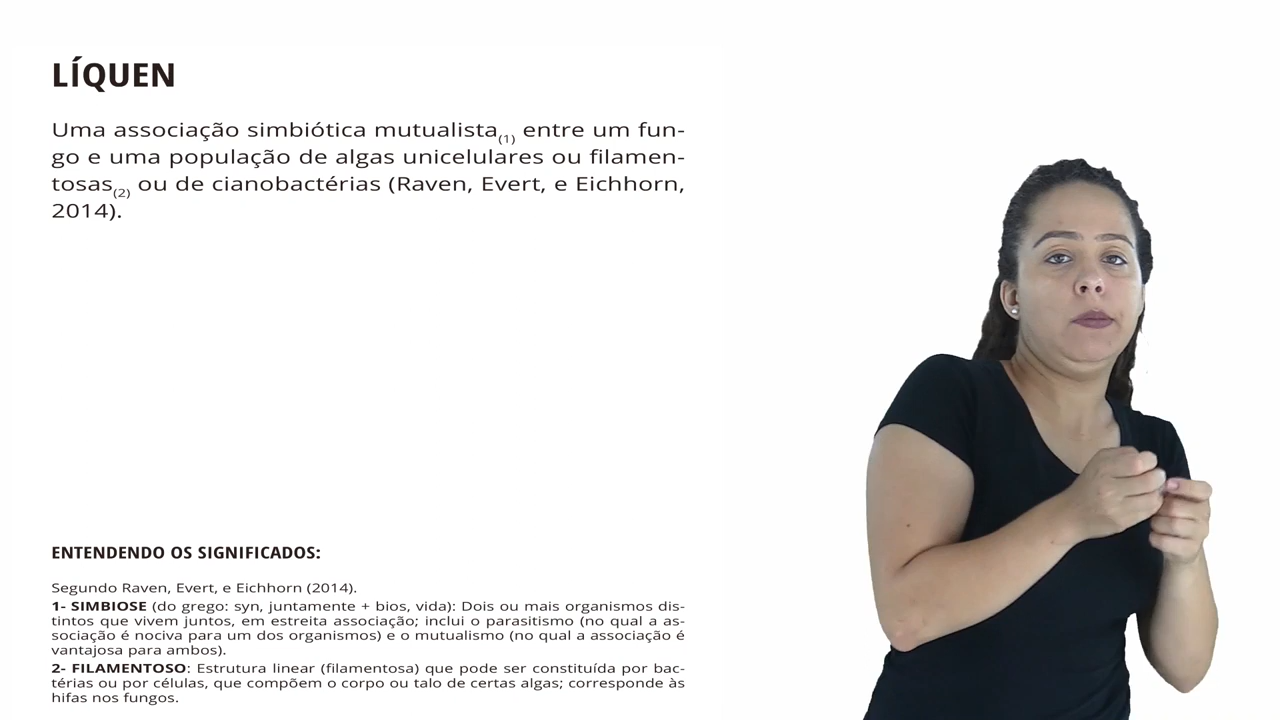 LÍQUEN
Uma associação simbiótica mutualista(1) entre um fun-
go e uma população de algas unicelulares ou filamen-
tosas(2) ou de cianobactérias (Raven, Evert, e Eichhorn,
2014).
ENTENDENDO OS SIGNIFICADOS:
Segundo Raven, Evert, e Eichhorn (2014).
1- SIMBIOSE (do grego: syn, juntamente + bios, vida): Dois ou mais organismos dis-
tintos que vivem juntos, em estreita associação; inclui o parasitismo (no qual a as-
sociação é nociva para um dos organismos) e o mutualismo (no qual a associação é
vantajosa para ambos).
2- FILAMENTOSO: Estrutura linear (filamentosa) que pode ser constituída por bac-
térias ou por células, que compõem o corpo ou talo de certas algas; corresponde às
hifas nos fungos.